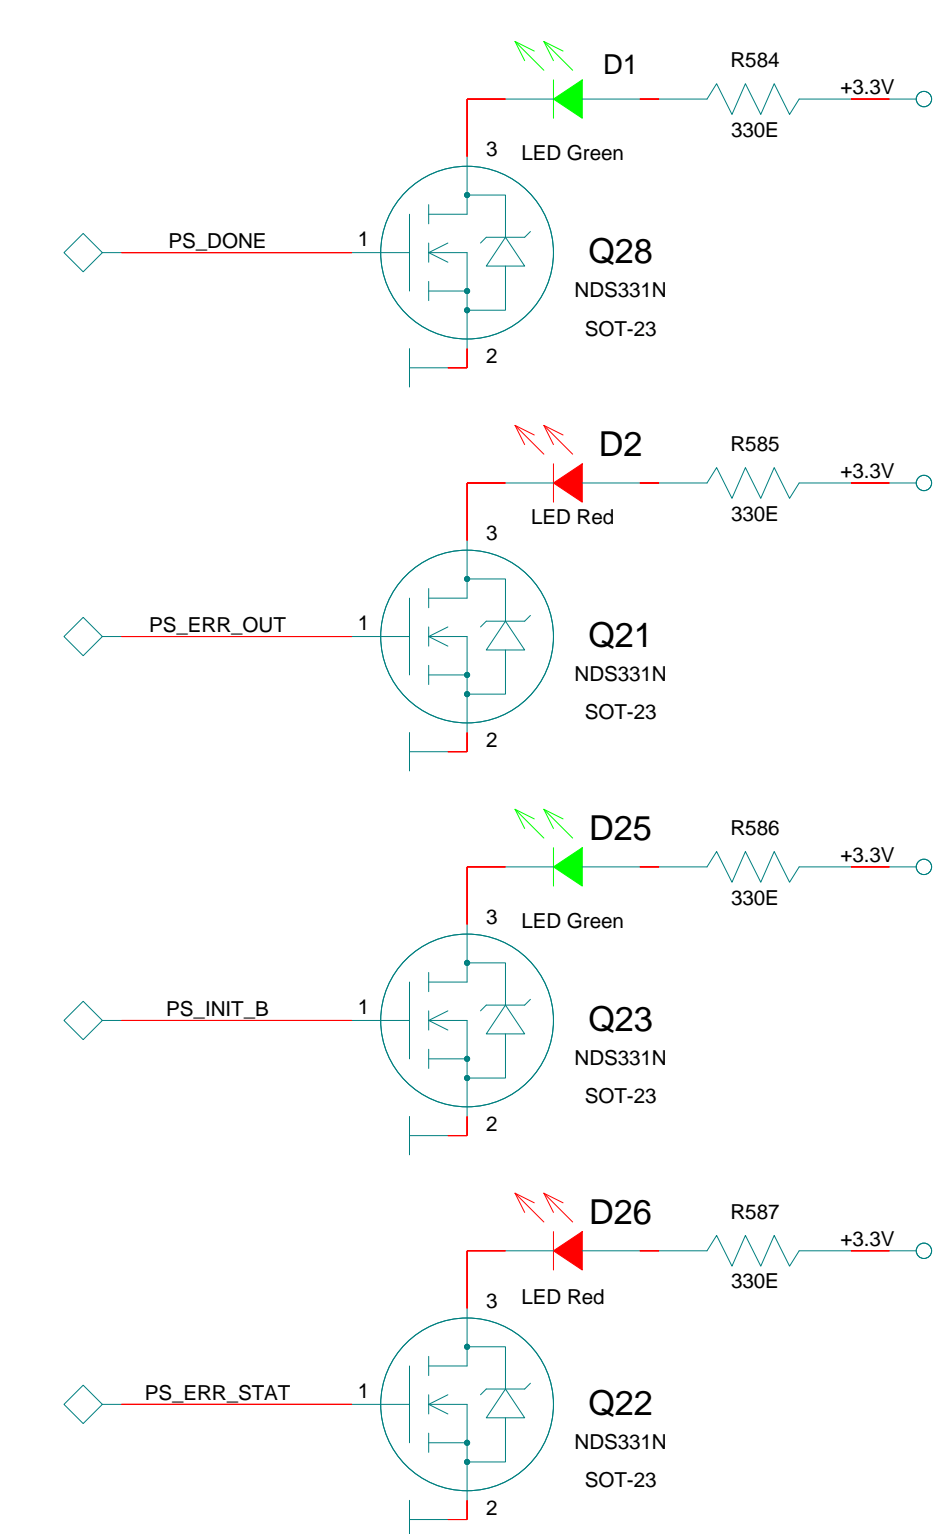 D1
R584
+3.3V
330E
3
LED Green
PS_DONE
1
Q28
NDS331N
SOT-23
2
D2
R585
+3.3V
330E
LED Red
3
PS_ERR_OUT
1
Q21
NDS331N
SOT-23
2
D25
R586
+3.3V
330E
3
LED Green
PS_INIT_B
1
Q23
NDS331N
SOT-23
2
D26
R587
+3.3V
330E
3
LED Red
PS_ERR_STAT
1
Q22
NDS331N
SOT-23
2